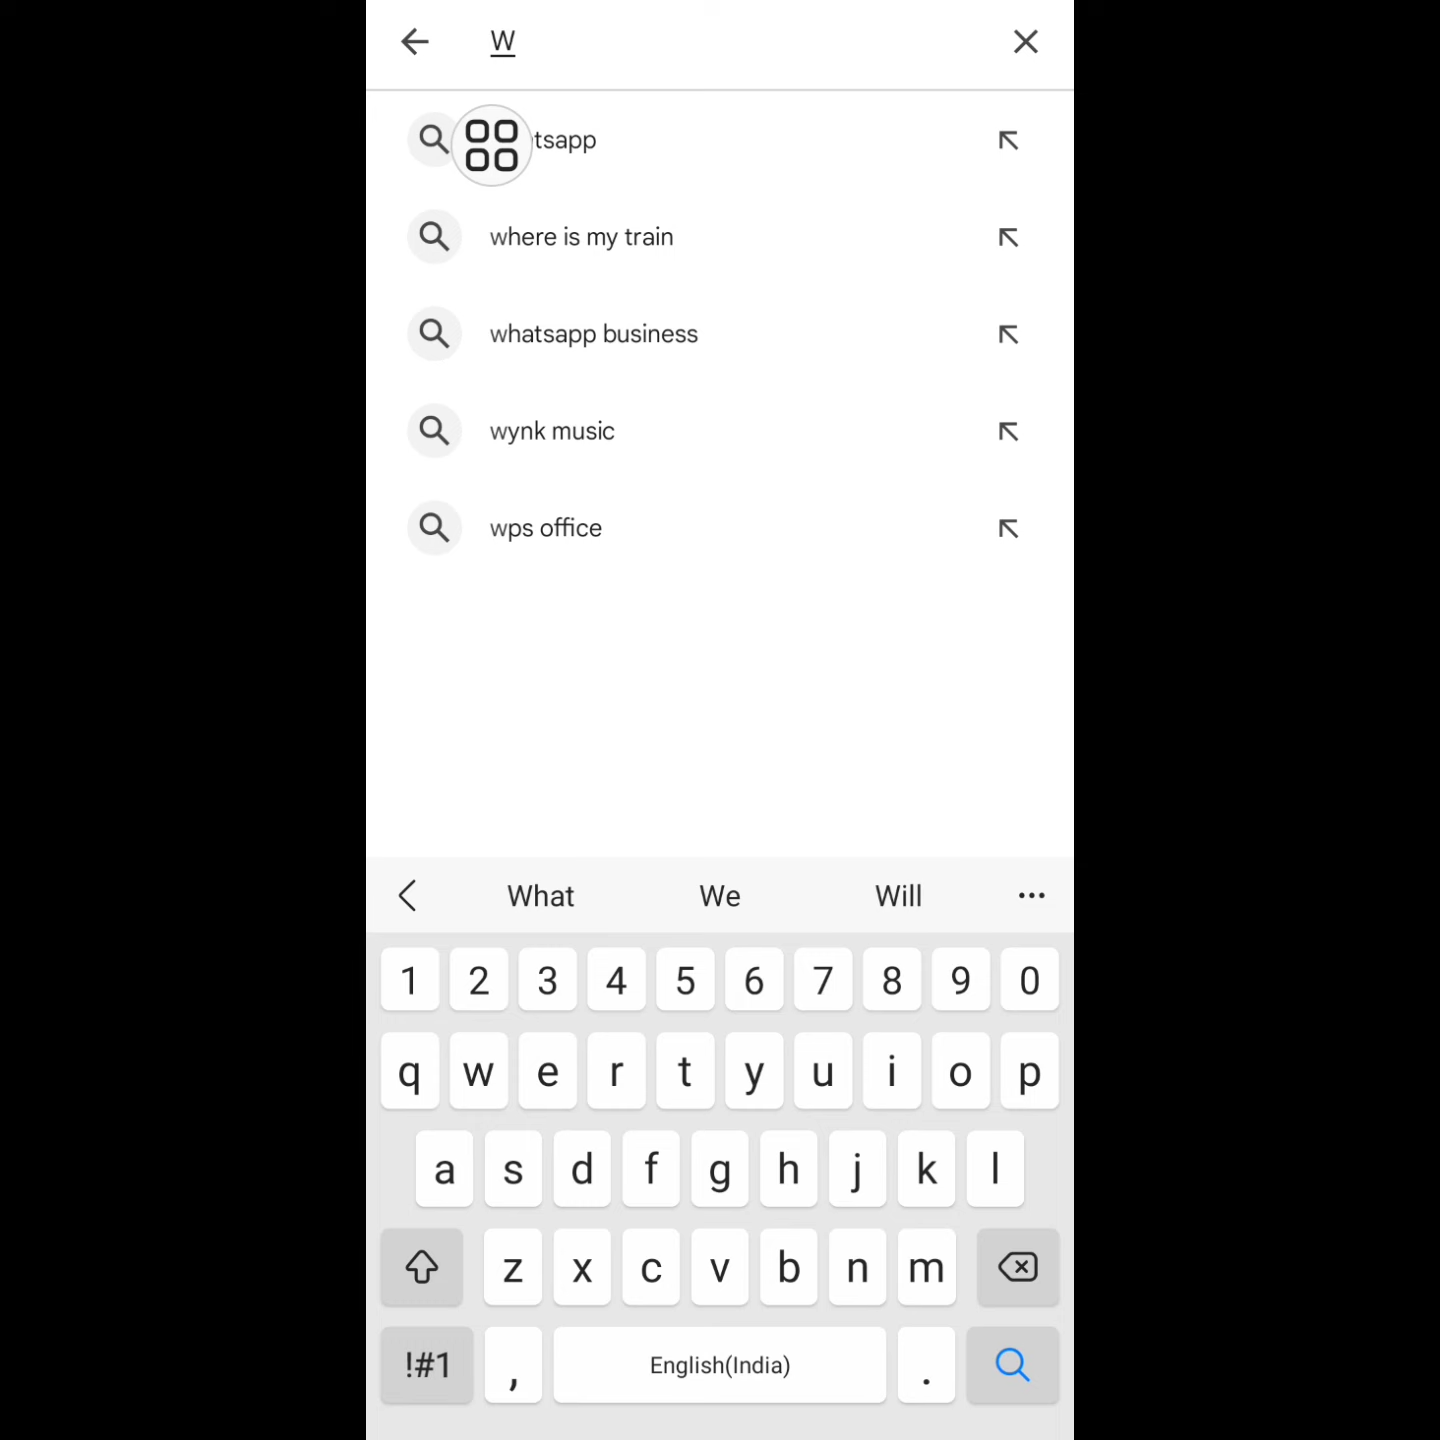 W
tsapp
where is my train
whatsapp business
wynk music
wps office
What We Will
1 2 3 4 5 6 7 8 9 0
q w e r t y u i o p
a s d f g h j k l
z x c v b n m
!#1 , English(India) .